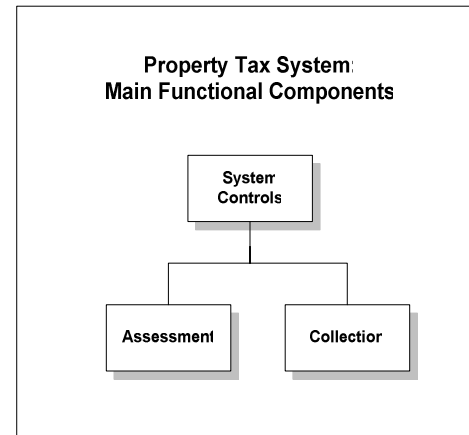 Property Tax System:
Main Functional Components
System
Controls
Assessment
Collection